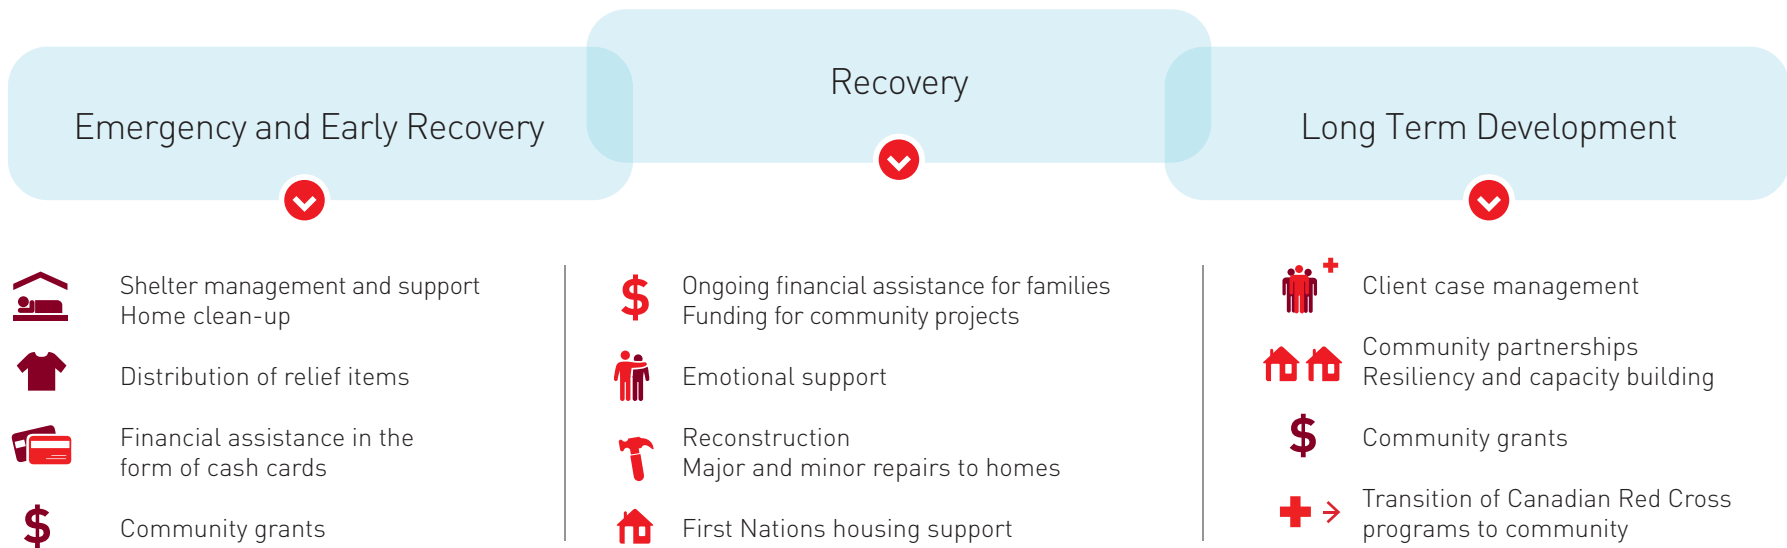 Emergency and Early Recovery
Recovery
Long Term Development
Shelter management and support
Home clean-up
Distribution of relief items
Financial assistance in the
form of cash cards
Community grants
Ongoing financial assistance for families
Funding for community projects
Emotional support
Reconstruction
Major and minor repairs to homes
First Nations housing support
Client case management
Community partnerships
Resiliency and capacity building
Community grants
Transition of Canadian Red Cross
programs to community